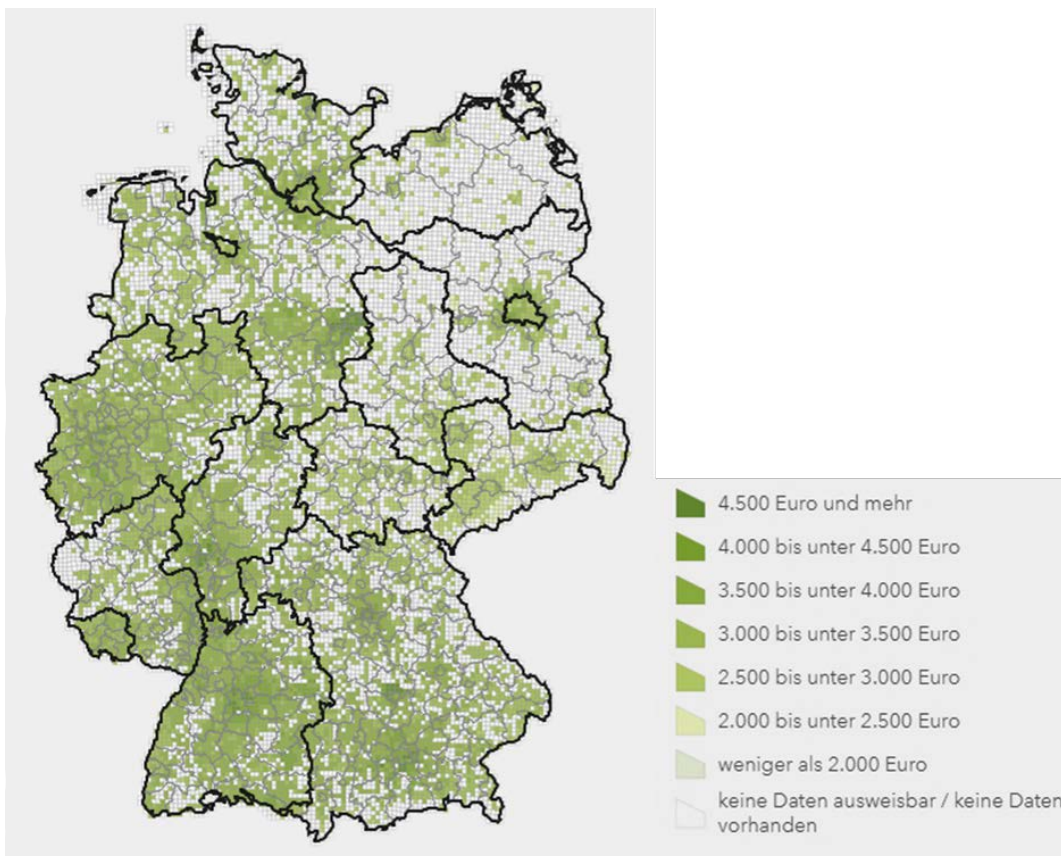 4.500 Euro und mehr
4.000 bis unter 4.500 Euro
3.500 bis unter 4.000 Euro
3.000 bis unter 3.500 Euro
2.500 bis unter 3.000 Euro
2.000 bis unter 2.500 Euro
weniger als 2.000 Euro
keine Daten ausweisbar / keine Daten
vorhanden